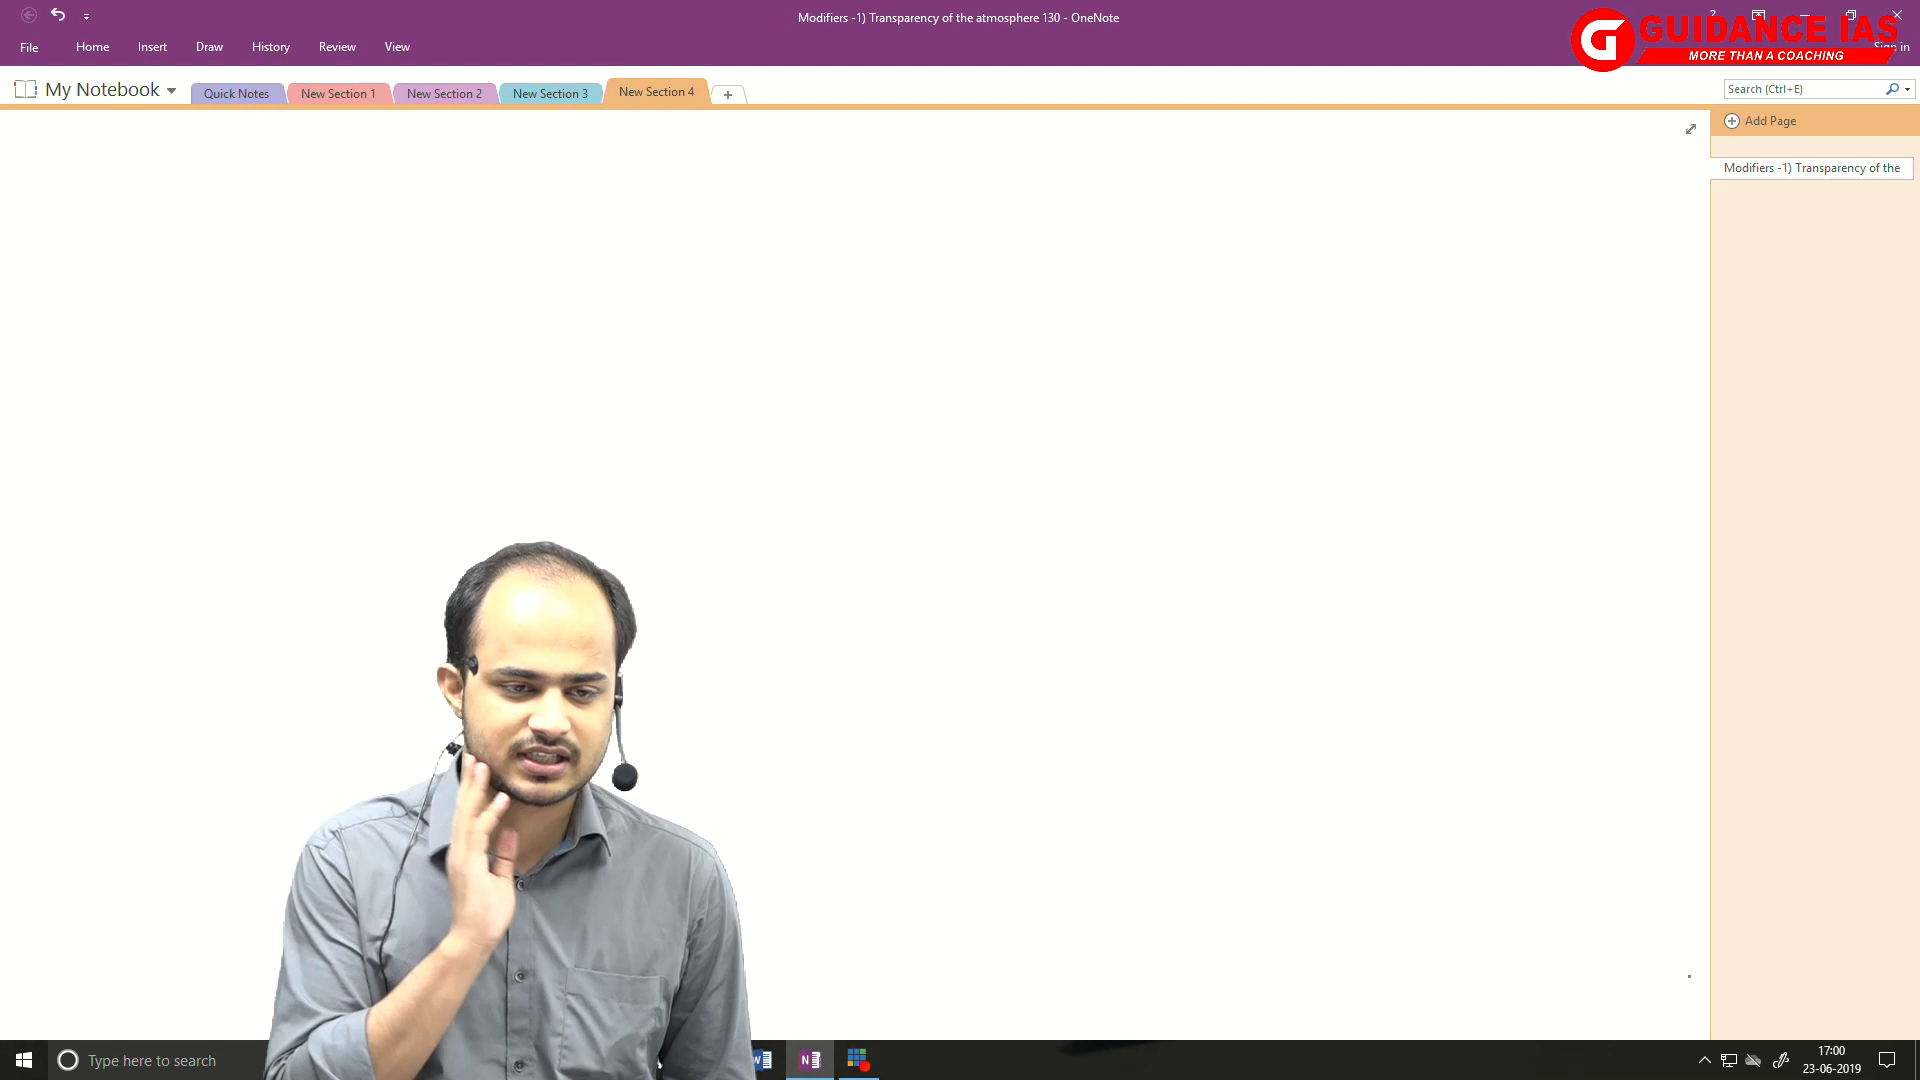 Modifiers -1) Transparency of the atmosphere 130 - OneNote
File Home Insert Draw History Review View
GUIDANCE IAS
MORE THAN A COACHING
Sign in
My Notebook
Quick Notes New Section 1 New Section 2 New Section 3 New Section 4
Search (Ctrl+E)
Add Page
Modifiers -1) Transparency of the
Type here to search
17:00
23-06-2019